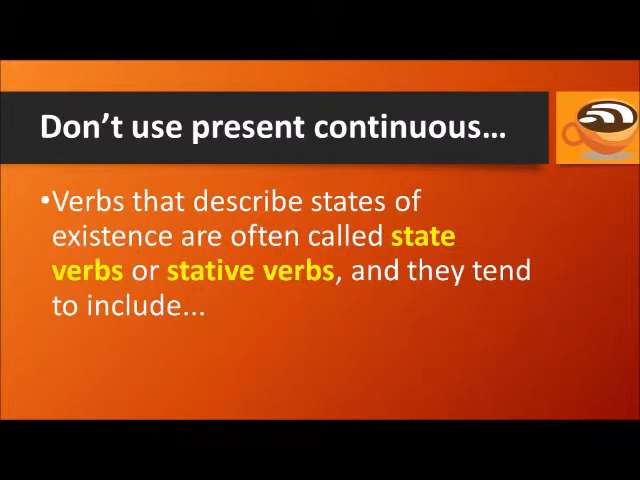 Don’t use present continuous…
•Verbs that describe states of
existence are often called state
verbs or stative verbs, and they tend
to include...